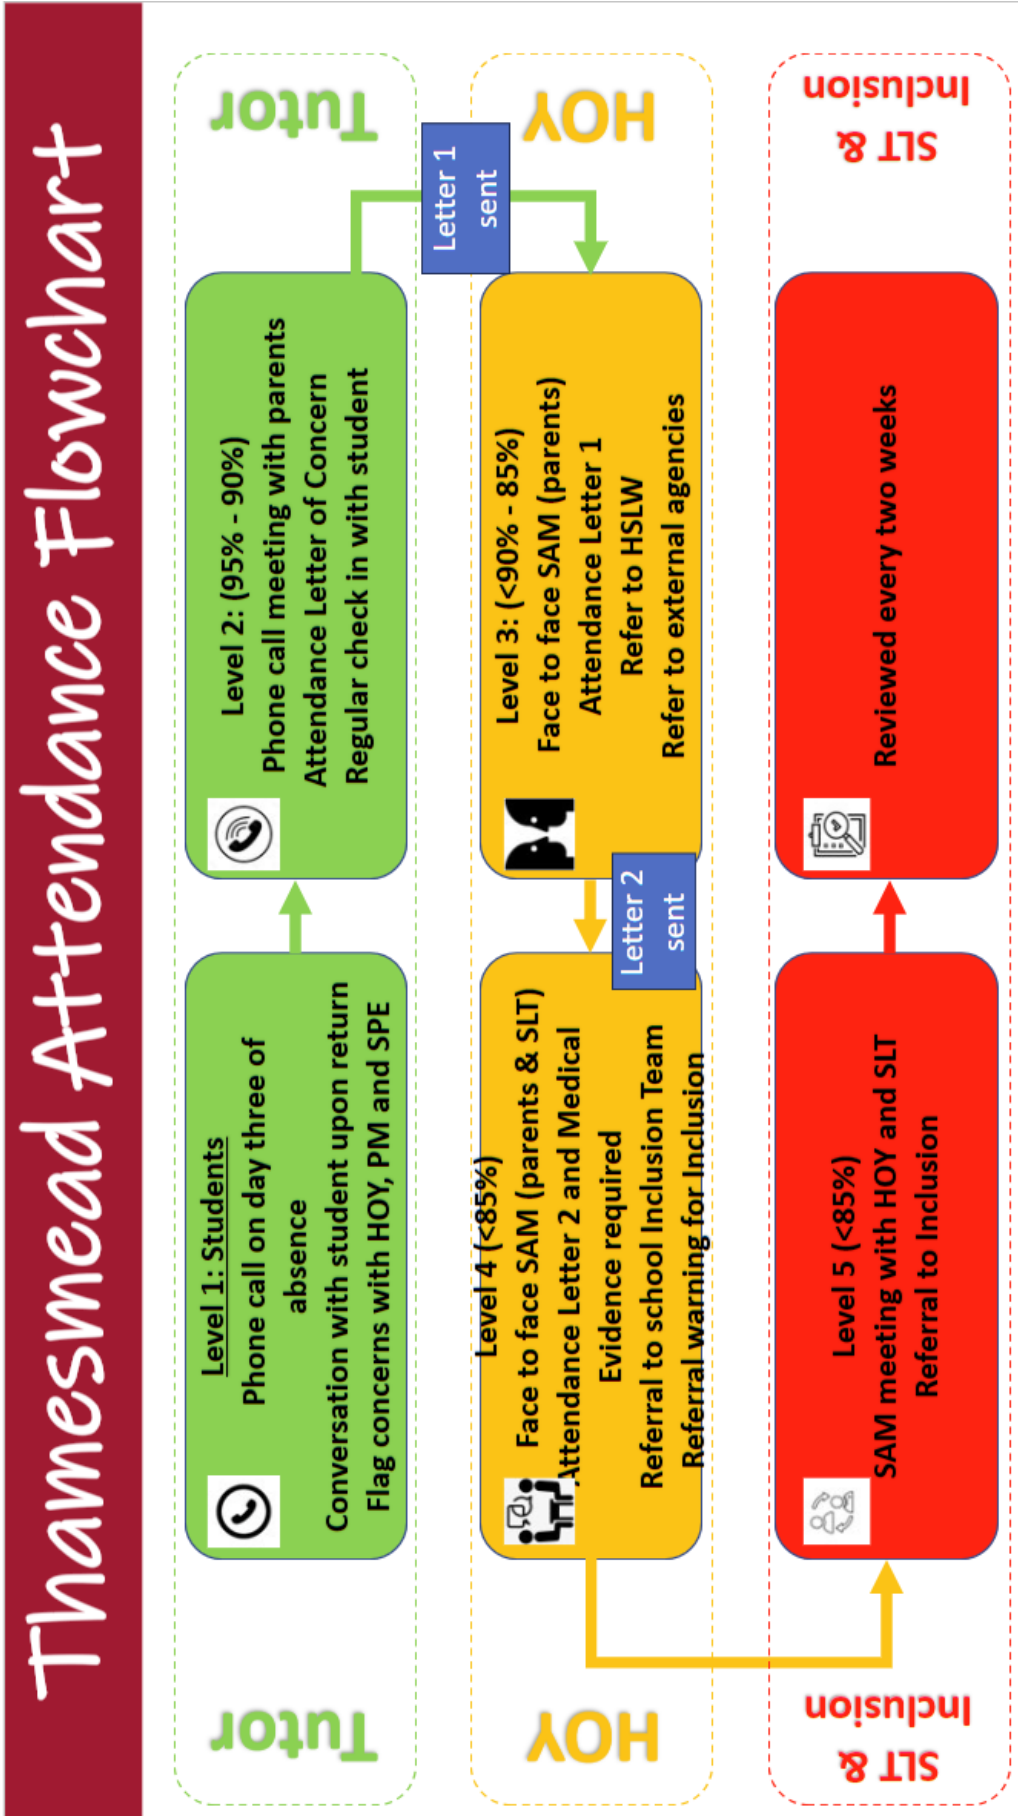 Thamesmead Attendance Flowchart
Tutor
Level 1: Students
Phone call on day three of
absence
Conversation with student upon return
Flag concerns with HOY, PM and SPE
Level 2: (95% - 90%)
Phone call meeting with parents
Attendance Letter of Concern
Regular check in with student
Tutor
Letter 1
sent
HOY
Level 3: (<90% - 85%)
Face to face SAM (parents)
Attendance Letter 1
Refer to HSLW
Refer to external agencies
Letter 2
sent
Level 4 (<85%)
Face to face SAM (parents & SLT)
Attendance Letter 2 and Medical
Evidence required
Referral to school Inclusion Team
Referral warning for Inclusion
HOY
SLT &
Inclusion
Level 5 (<85%)
SAM meeting with HOY and SLT
Referral to Inclusion
Reviewed every two weeks
SLT &
Inclusion